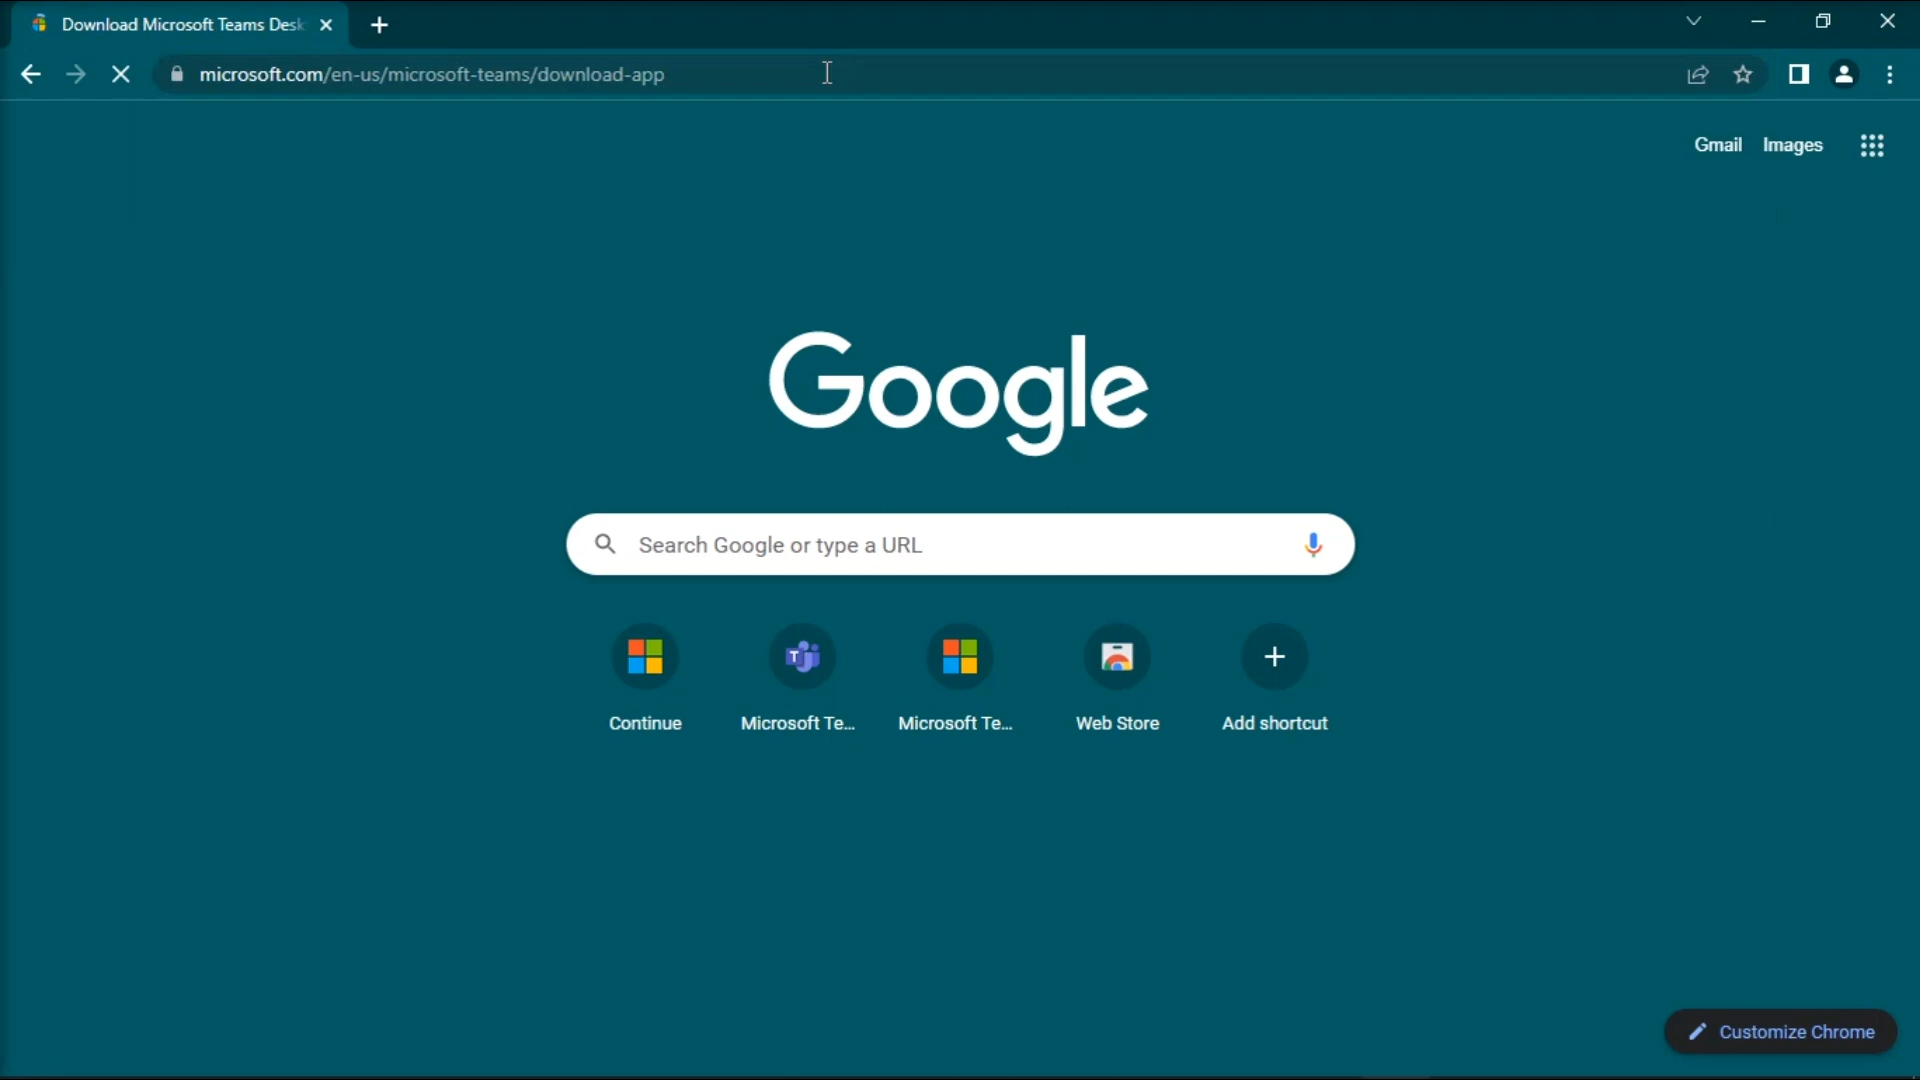 Download Microsoft Teams Desk
microsoft.com/en-us/microsoft-teams/download-app
Gmail Images
Google
Search Google or type a URL
T
Continue Microsoft Te... Microsoft Te... Web Store Add shortcut
Customize Chrome